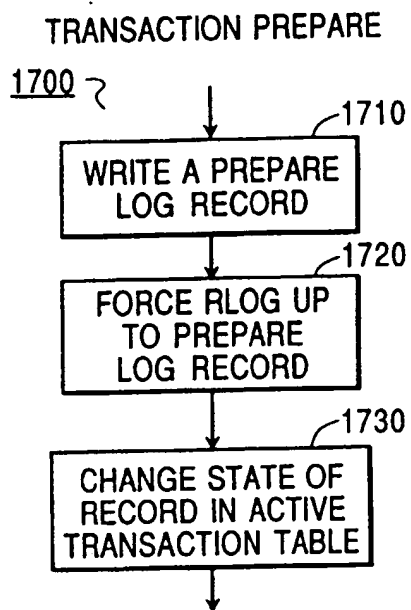 TRANSACTION PREPARE
1700
1710
WRITE A PREPARE
LOG RECORD
1720
FORCE RLOG UP
TO PREPARE
LOG RECORD
1730
CHANGE STATE OF
RECORD IN ACTIVE
TRANSACTION TABLE